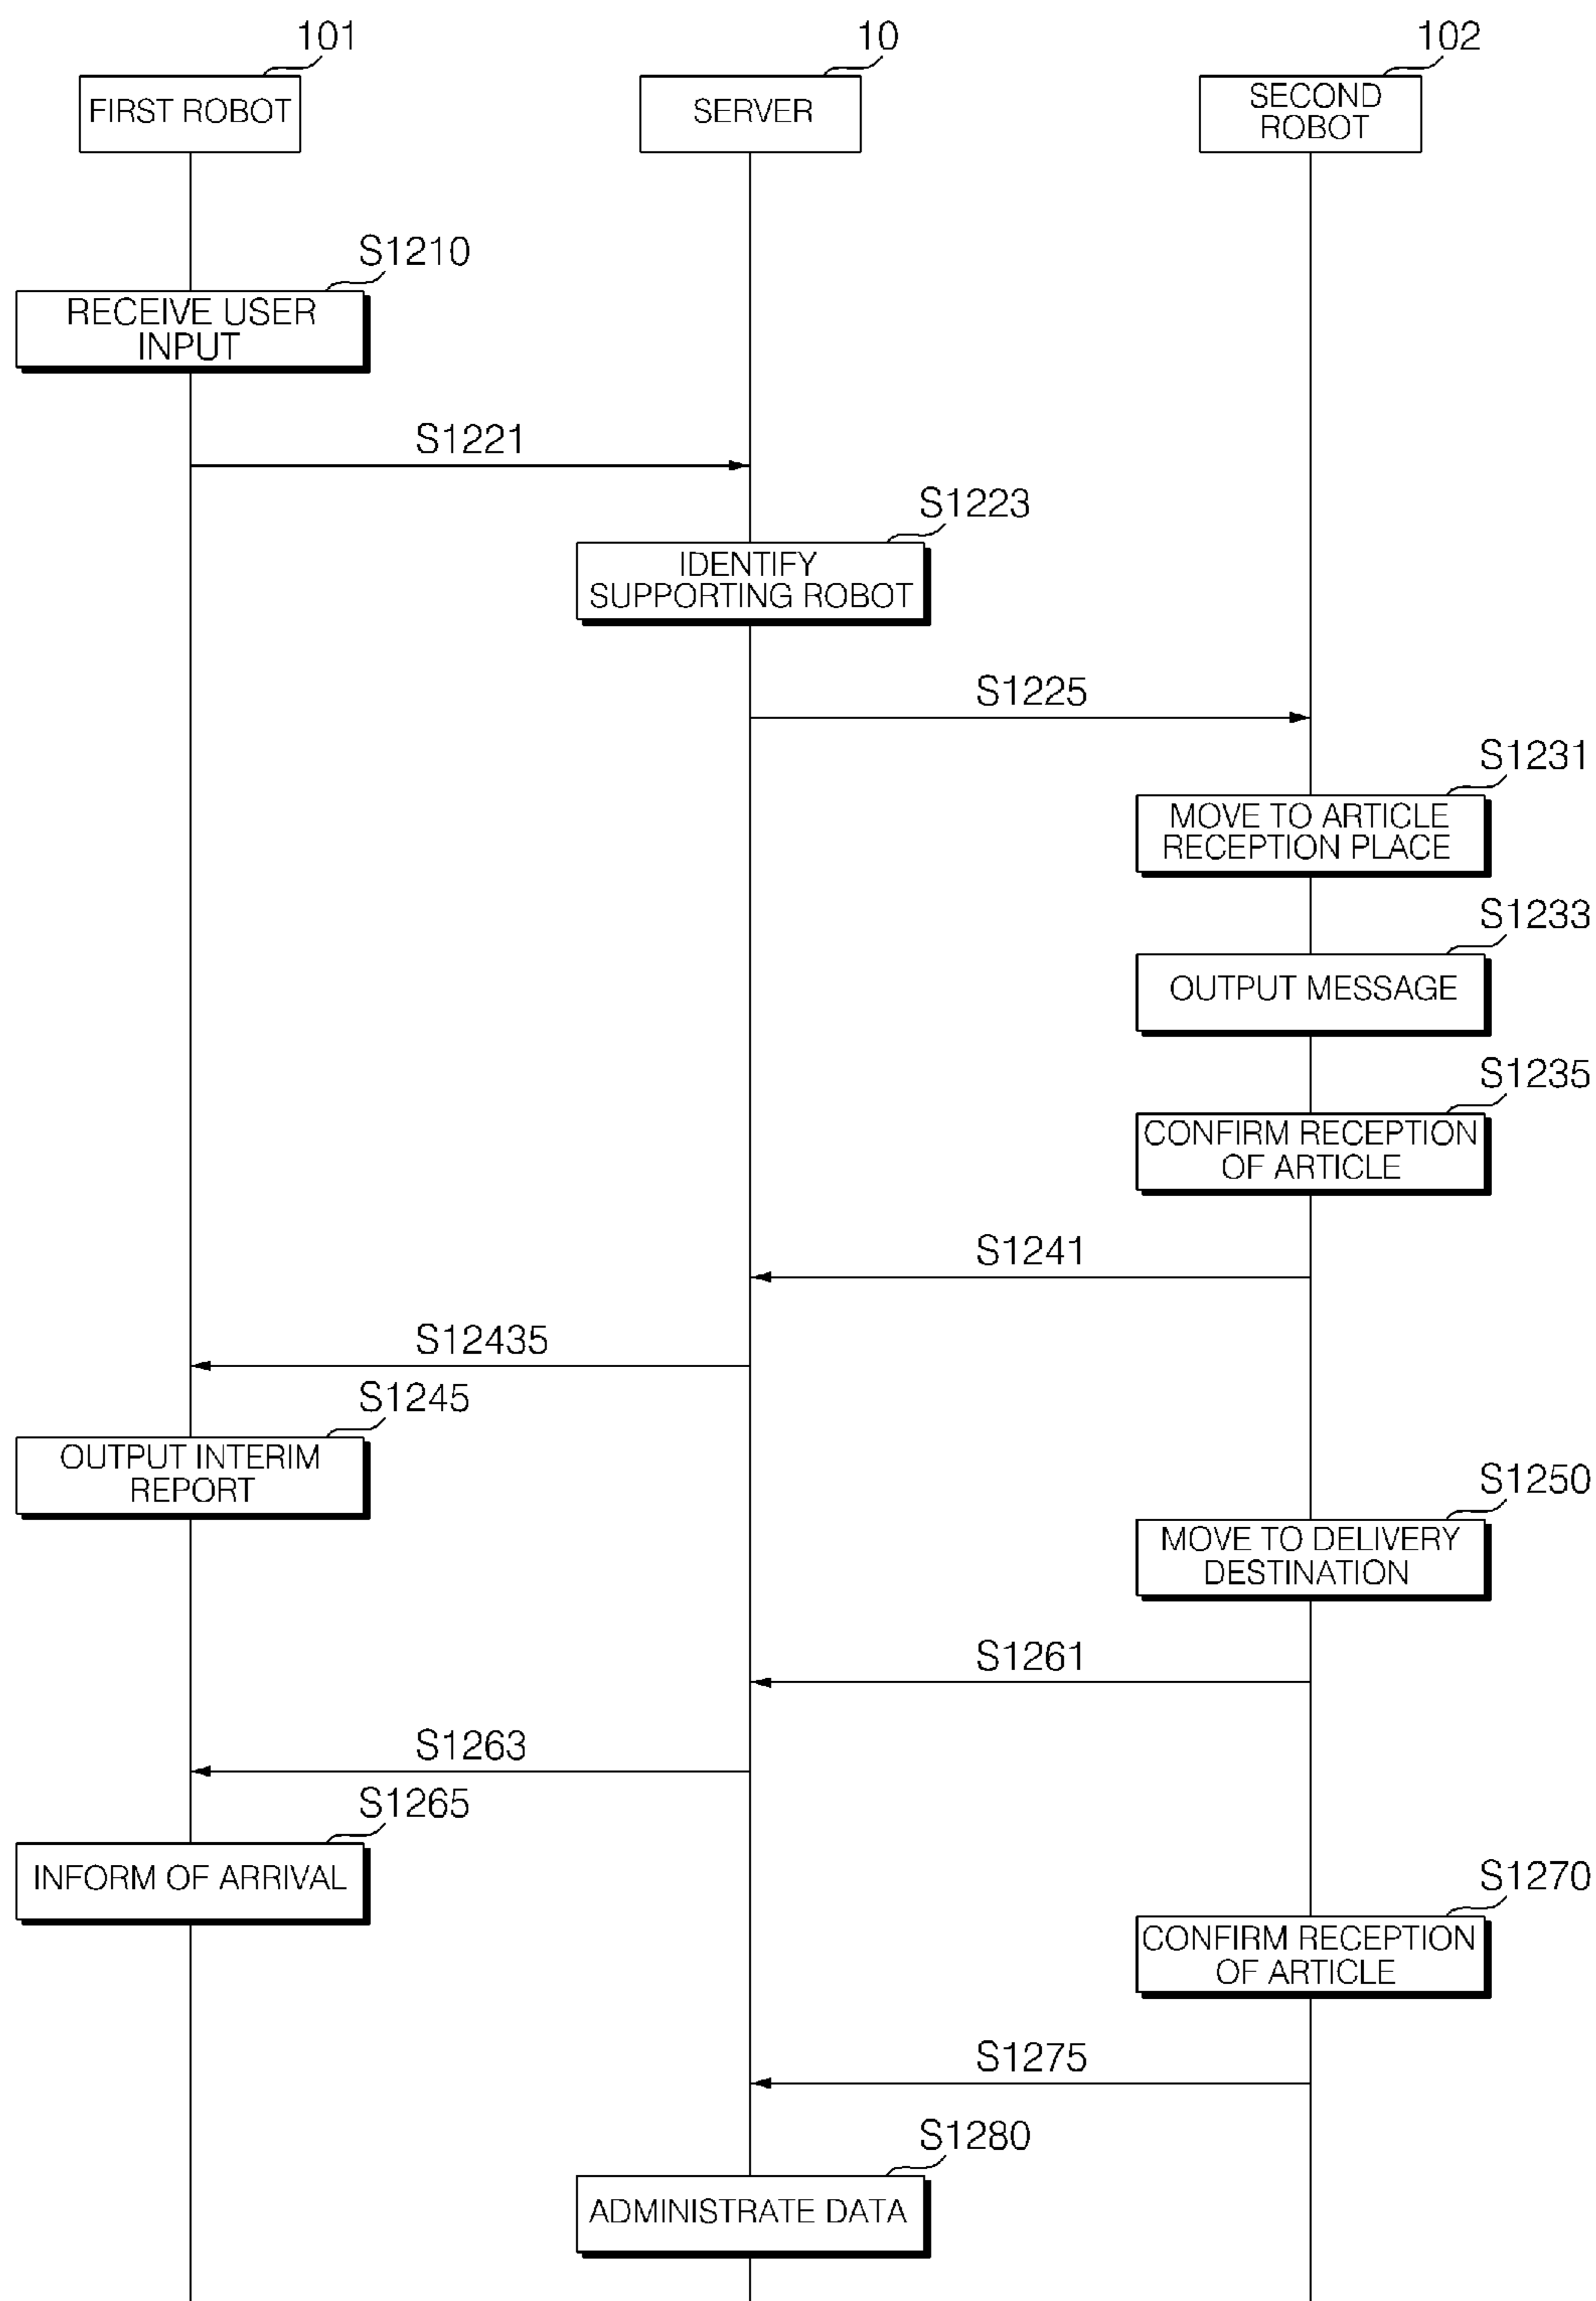 101
10
102
FIRST ROBOT
SERVER
SECOND
ROBOT
S1210
RECEIVE USER
INPUT
S1221
S1223
IDENTIFY
SUPPORTING ROBOT
S1225
S1231
MOVE TO ARTICLE
RECEPTION PLACE
S1233
OUTPUT MESSAGE
S1235
CONFIRM RECEPTION
OF ARTICLE
S1241
S12435
S1245
OUTPUT INTERIM
REPORT
S1250
MOVE TO DELIVERY
DESTINATION
S1261
S1263
S1265
INFORM OF ARRIVAL
S1270
CONFIRM RECEPTION
OF ARTICLE
S1275
S1280
ADMINISTRATE DATA